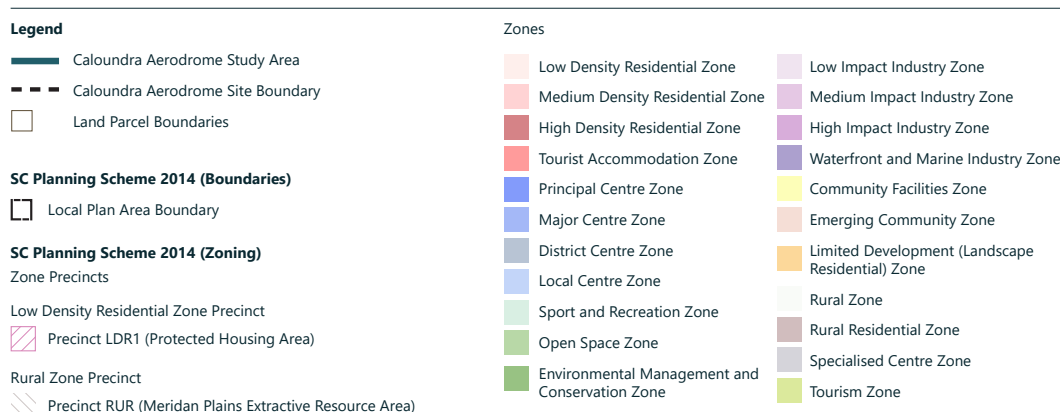 Legend
Caloundra Aerodrome Study Area
Caloundra Aerodrome Site Boundary
Land Parcel Boundaries
SC Planning Scheme 2014 (Boundaries)
Local Plan Area Boundary
SC Planning Scheme 2014 (Zoning)
Zone Precincts
Low Density Residential Zone Precinct
Precinct LDR1 (Protected Housing Area)
Rural Zone Precinct
Precinct RUR (Meridan Plains Extractive Resource Area)
Zones
Low Density Residential Zone
Medium Density Residential Zone
High Density Residential Zone
Tourist Accommodation Zone
Principal Centre Zone
Major Centre Zone
District Centre Zone
Local Centre Zone
Sport and Recreation Zone
Open Space Zone
Environmental Management and
Conservation Zone
Low Impact Industry Zone
Medium Impact Industry Zone
High Impact Industry Zone
Waterfront and Marine Industry Zone
Community Facilities Zone
Emerging Community Zone
Limited Development (Landscape
Residential) Zone
Rural Zone
Rural Residential Zone
Specialised Centre Zone
Tourism Zone